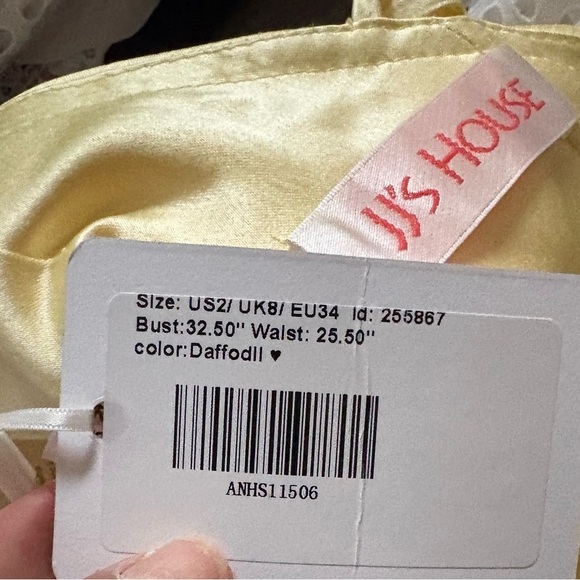 JJ's HOUSE
Size: US2/ UK8/ EU34 Id: 255867
Bust:32.50'' Waist: 25.50''
color:Daffodil ♥
ANHS11506